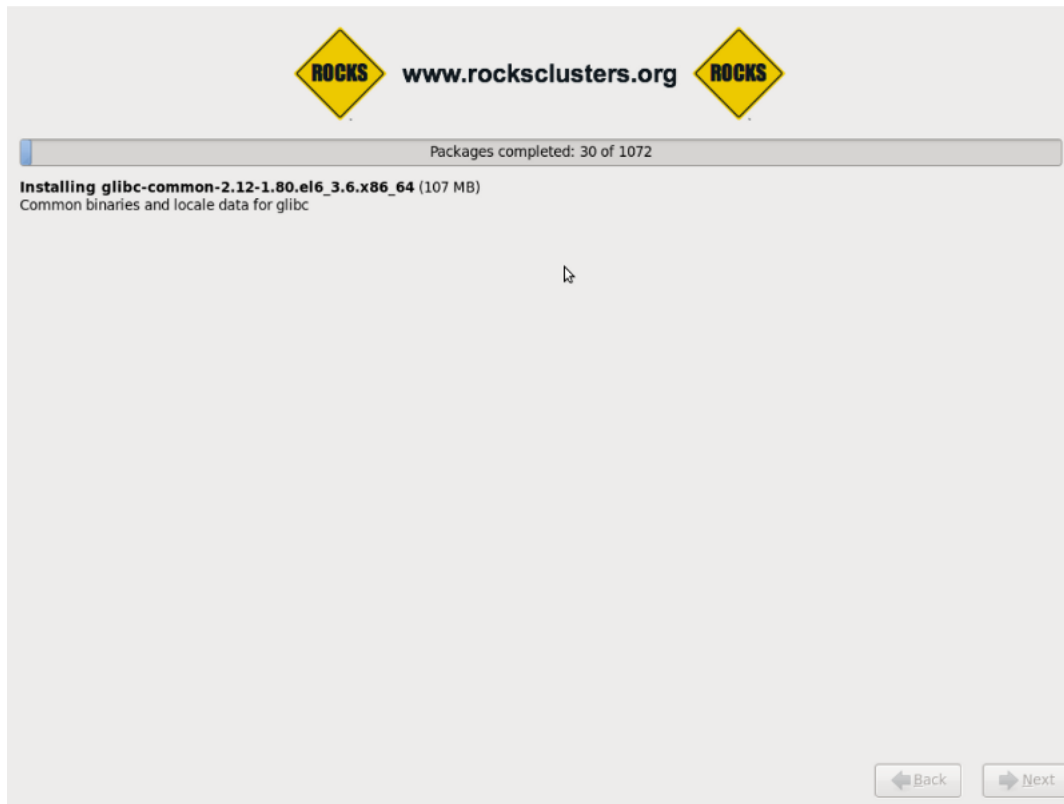 ROCKS www.rocksclusters.org ROCKS
Packages completed: 30 of 1072
Installing glibc-common-2.12-1.80.el6_3.6.x86_64 (107 MB)
Common binaries and locale data for glibc
Back Next